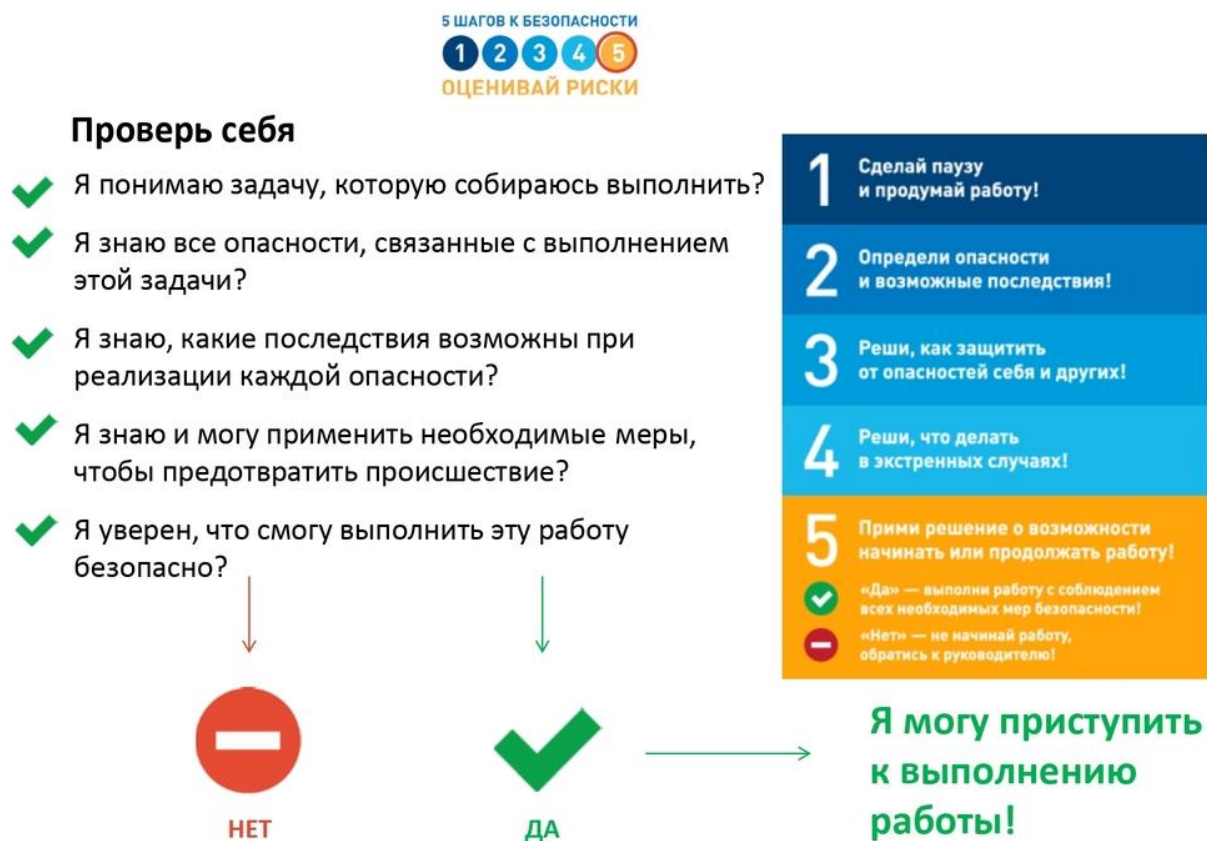 5 ШАГОВ К БЕЗОПАСНОСТИ
1 2 3 4 5
ОЦЕНИВАЙ РИСКИ
Проверь себя
Я понимаю задачу, которую собираюсь выполнить?
Я знаю все опасности, связанные с выполнением
этой задачи?
Я знаю, какие последствия возможны при
реализации каждой опасности?
Я знаю и могу применить необходимые меры,
чтобы предотвратить происшествие?
Я уверен, что смогу выполнить эту работу
безопасно?
НЕТ
ДА
1
Сделай паузу
и продумай работу!
2
Определи опасности
и возможные последствия!
3
Реши, как защитить
от опасностей себя и других!
4
Реши, что делать
в экстренных случаях!
5
Прими решение о возможности
начинать или продолжать работу!
«Да» — выполни работу с соблюдением
всех необходимых мер безопасности!
«Нет» — не начинай работу,
обратись к руководителю!
Я могу приступить
к выполнению
работы!